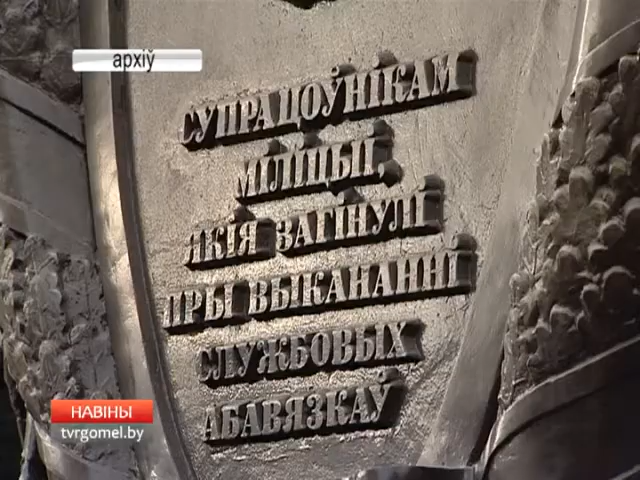 архіў
СУПРАЦОЎНІКАМ
МІЛІЦЫІ,
ЯКІЯ ЗАГІНУЛІ
ПРЫ ВЫКАНАННІ
СЛУЖБОВЫХ
АБАВЯЗКАЎ
НАВІНЫ
tvrgomel.by